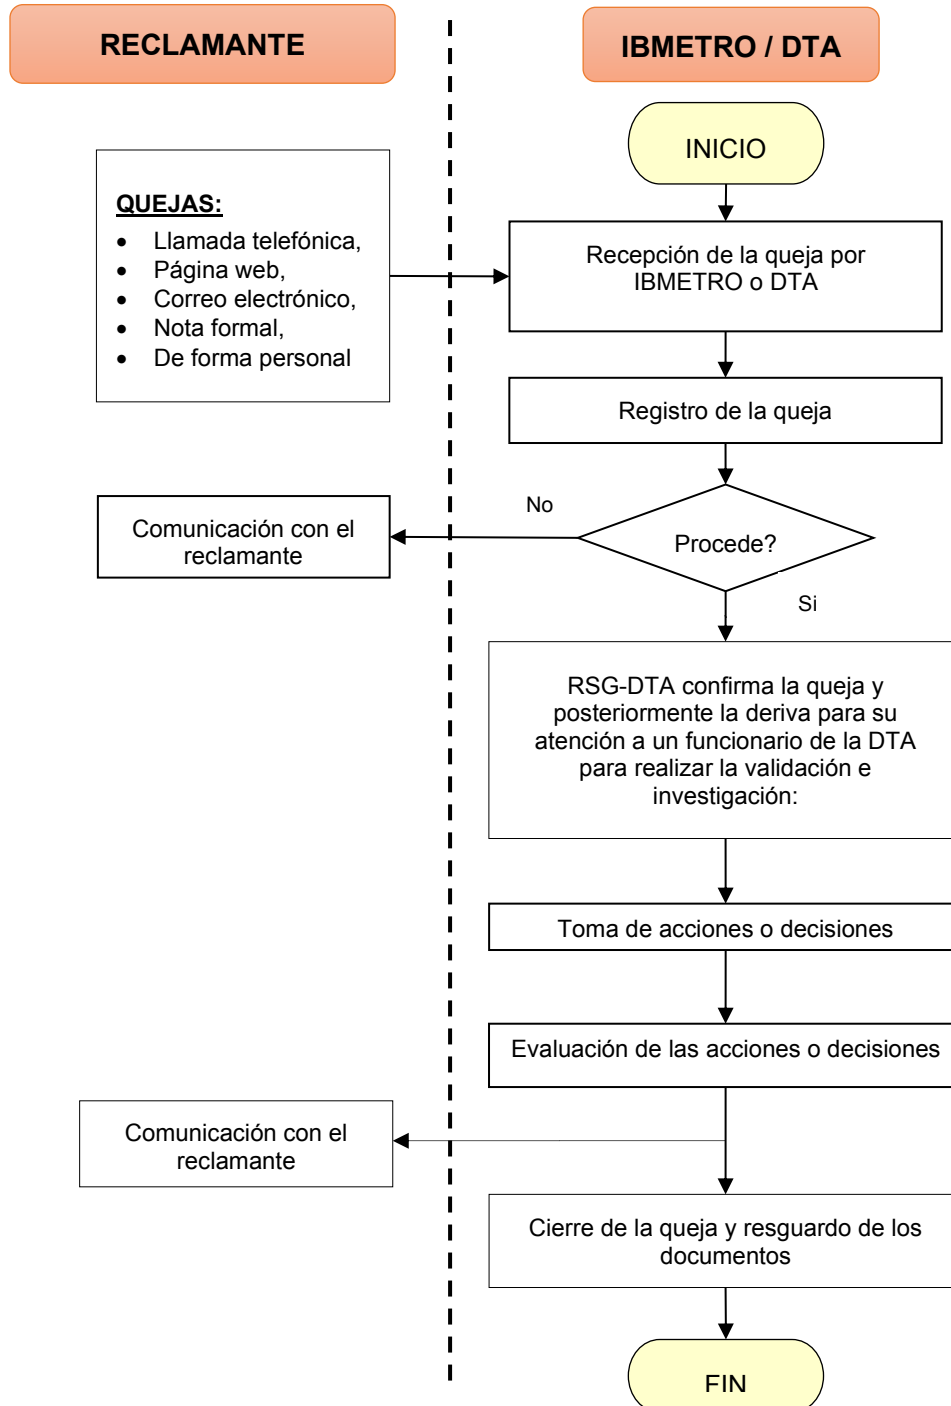 RECLAMANTE
IBMETRO / DTA
INICIO
QUEJAS:
• Llamada telefónica,
• Página web,
• Correo electrónico,
• Nota formal,
• De forma personal
Recepción de la queja por
IBMETRO o DTA
Registro de la queja
No
Procede?
Comunicación con el
reclamante
Si
RSG-DTA confirma la queja y
posteriormente la deriva para su
atención a un funcionario de la DTA
para realizar la validación e
investigación:
Toma de acciones o decisiones
Evaluación de las acciones o decisiones
Comunicación con el
reclamante
Cierre de la queja y resguardo de los
documentos
FIN